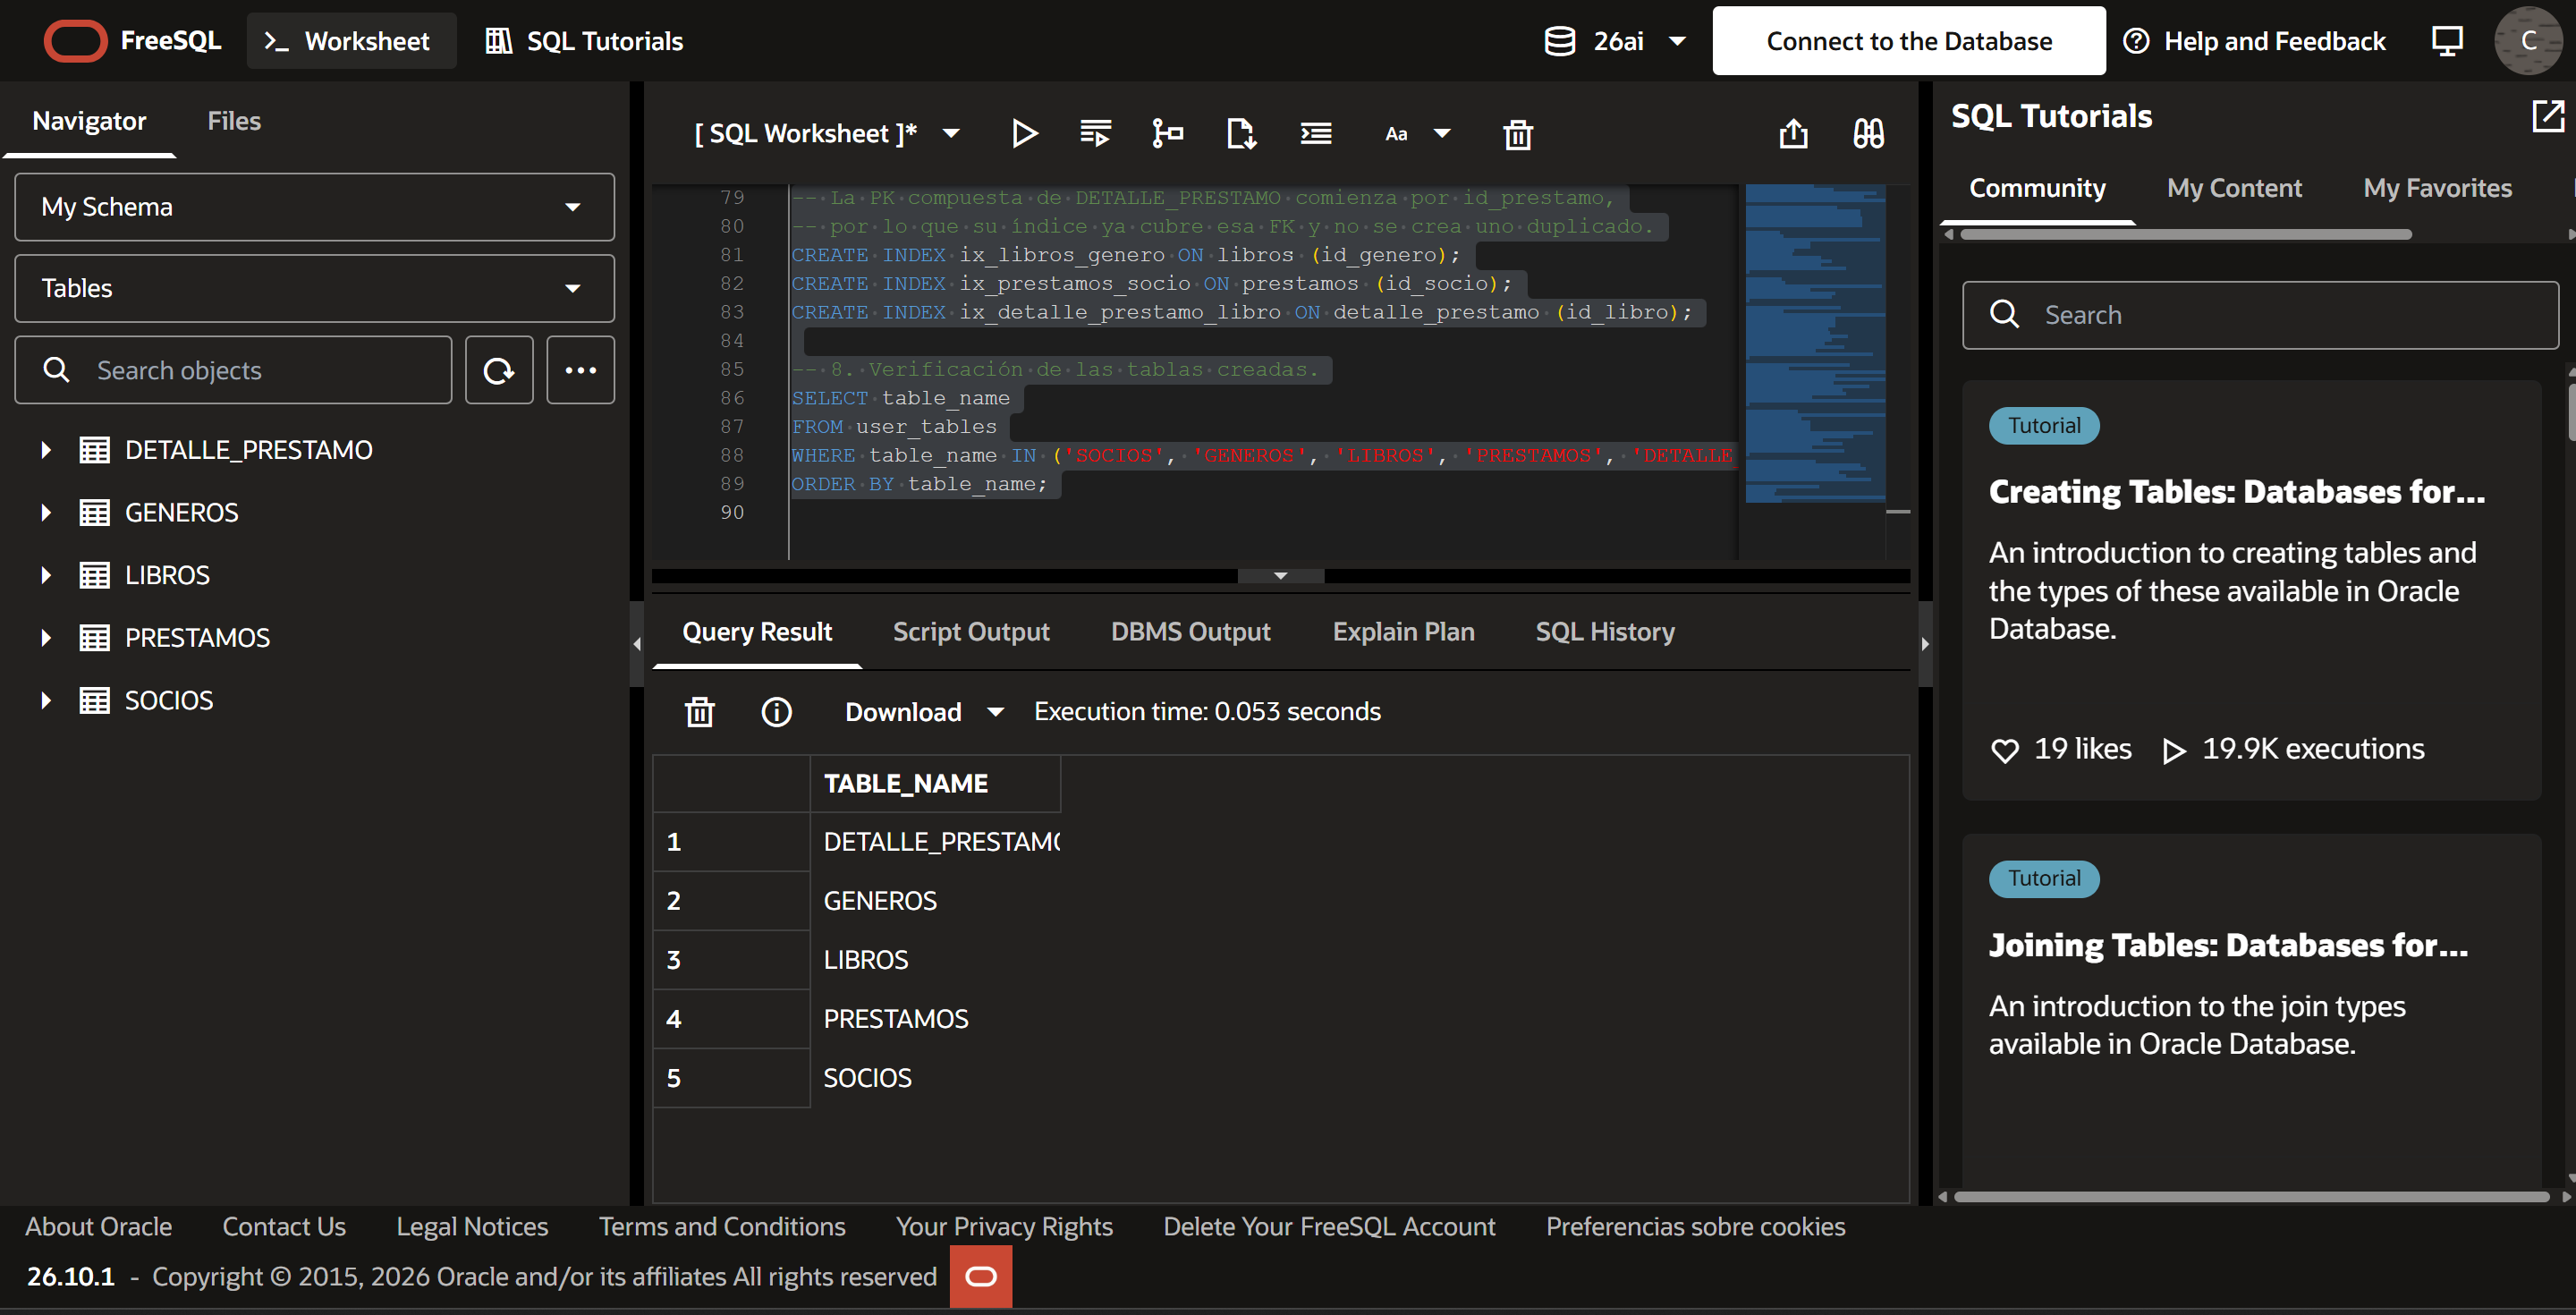 FreeSQL
Worksheet
SQL Tutorials
26ai
Connect to the Database
Help and Feedback
C
Navigator
Files
My Schema
Tables
Search objects
DETALLE_PRESTAMO
GENEROS
LIBROS
PRESTAMOS
SOCIOS
[ SQL Worksheet ]*
Aa
79 -- La PK compuesta de DETALLE_PRESTAMO comienza por id_prestamo,
80 -- por lo que su índice ya cubre esa FK y no se crea uno duplicado.
81 CREATE INDEX ix_libros_genero ON libros (id_genero);
82 CREATE INDEX ix_prestamos_socio ON prestamos (id_socio);
83 CREATE INDEX ix_detalle_prestamo_libro ON detalle_prestamo (id_libro);
84
85 -- 8. Verificación de las tablas creadas.
86 SELECT table_name
87 FROM user_tables
88 WHERE table_name IN ('SOCIOS', 'GENEROS', 'LIBROS', 'PRESTAMOS', 'DETALLE
89 ORDER BY table_name;
90
Query Result
Script Output
DBMS Output
Explain Plan
SQL History
Download
Execution time: 0.053 seconds
TABLE_NAME
1 DETALLE_PRESTAMO
2 GENEROS
3 LIBROS
4 PRESTAMOS
5 SOCIOS
SQL Tutorials
Community
My Content
My Favorites
Search
Tutorial
Creating Tables: Databases for...
An introduction to creating tables and
the types of these available in Oracle
Database.
19 likes
19.9K executions
Tutorial
Joining Tables: Databases for...
An introduction to the join types
available in Oracle Database.
About Oracle
Contact Us
Legal Notices
Terms and Conditions
Your Privacy Rights
Delete Your FreeSQL Account
Preferencias sobre cookies
26.10.1 - Copyright © 2015, 2026 Oracle and/or its affiliates All rights reserved